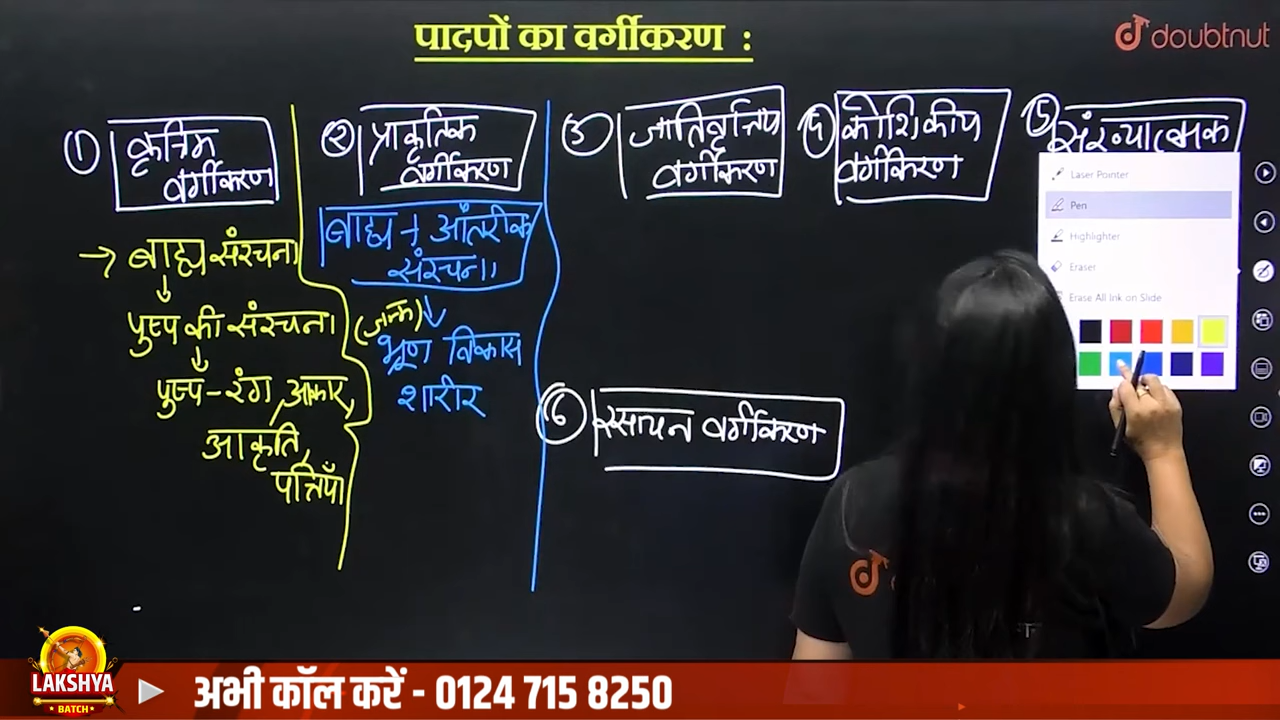 पादपों का वर्गीकरण :
doubtnut
① कृत्रिम
वर्गीकरण
② प्राकृतिक
वर्गीकरण
③ जातिवृत्तिय
वर्गीकरण
④ कोशिकीय
वर्गीकरण
⑤ संख्यात्मक
→ बाह्य संरचना
↓
पुष्प की संरचना
↓
पुष्प - रंग, आकार,
आकृति,
पत्तियाँ
बाह्य + आंतरीक
संरचना
↓
भ्रूण विकास
शारीर
⑥ रसायन वर्गीकरण
Laser Pointer
Pen
Highlighter
Eraser
Erase All Ink on Slide
LAKSHYA
BATCH
अभी कॉल करें - 0124 715 8250